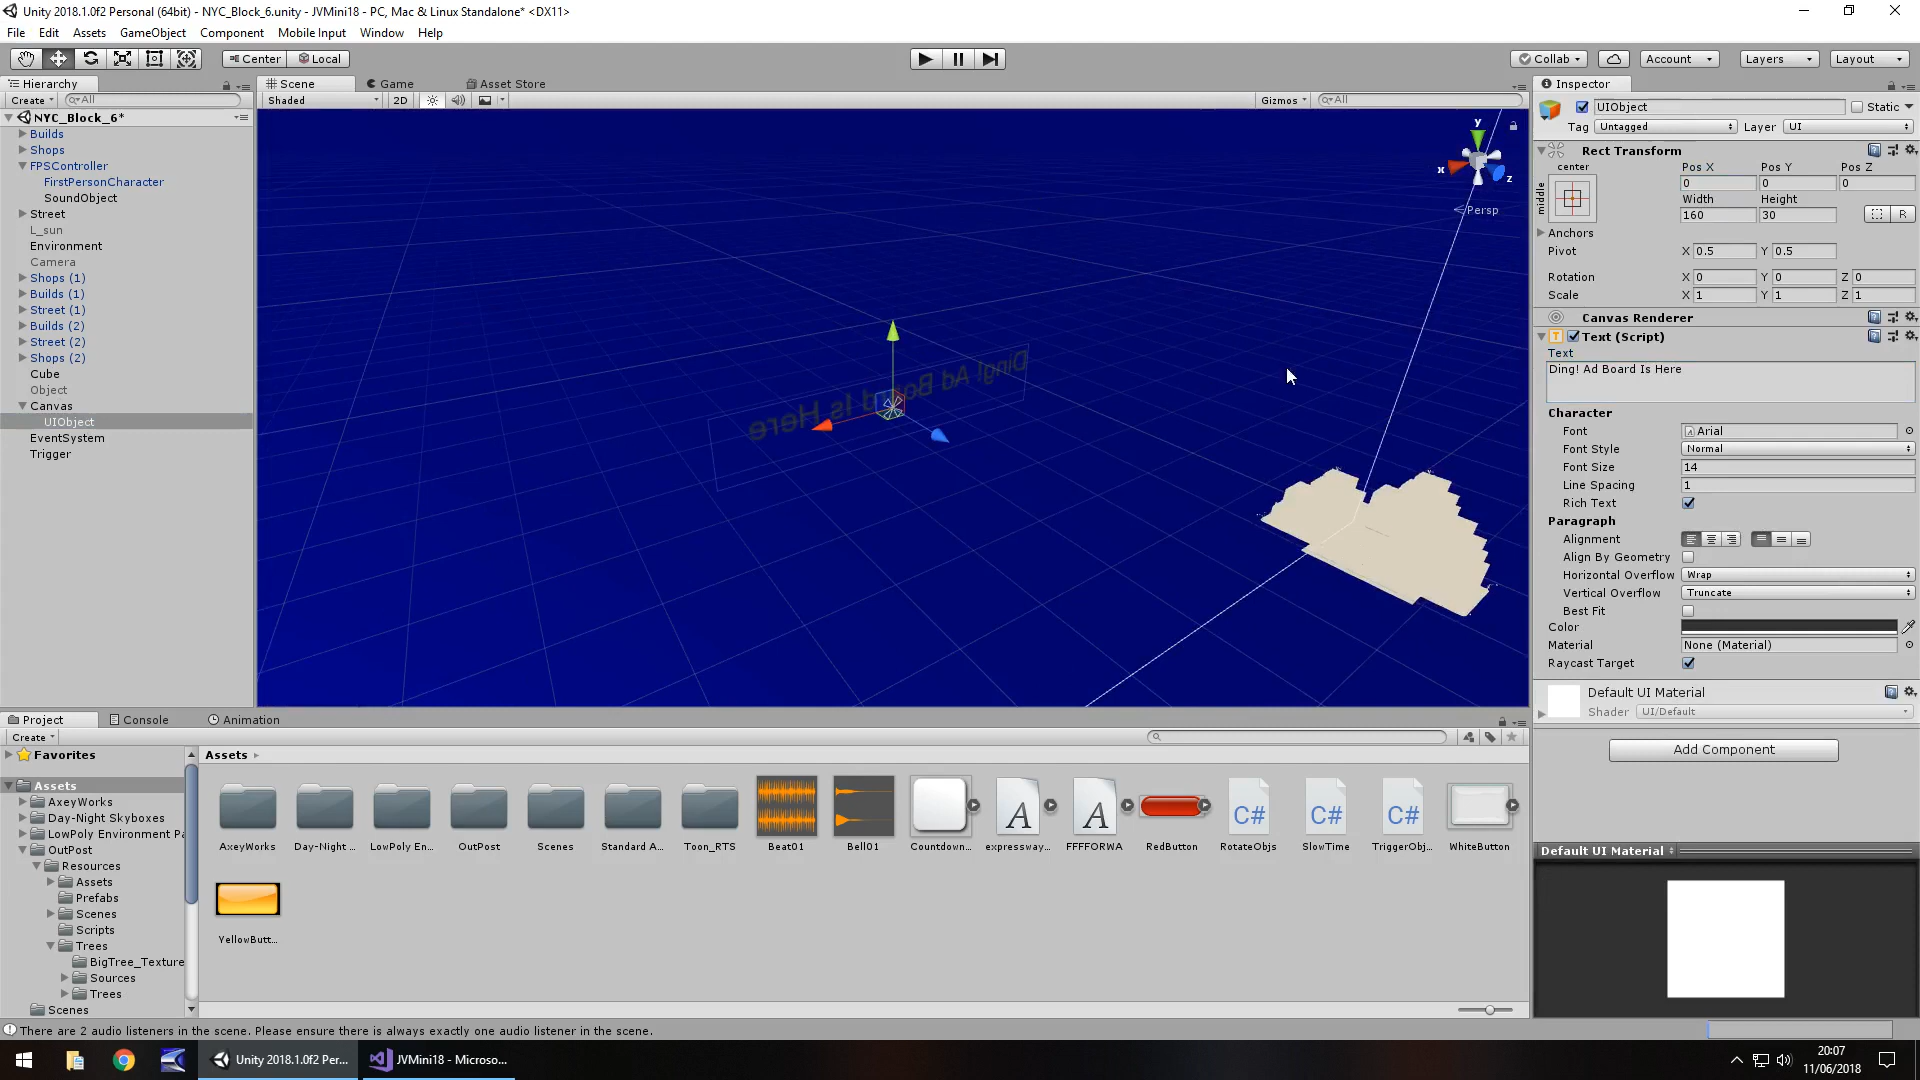 Unity 2018.1.0f2 Personal (64bit) - NYC_Block_6.unity - JVMini18 - PC, Mac & Linux Standalone* <DX11>
File Edit Assets GameObject Component Mobile Input Window Help
Center Local Collab Account Layers Layout
Hierarchy
Create All
NYC_Block_6*
Builds
Shops
FPSController
FirstPersonCharacter
SoundObject
Street
L_sun
Environment
Camera
Shops (1)
Builds (1)
Street (1)
Builds (2)
Street (2)
Shops (2)
Cube
Object
Canvas
UIObject
EventSystem
Trigger
Scene Game Asset Store
Shaded 2D Gizmos All
y
x
z
Persp
Ding! Ad Board Is Here
Inspector
UIObject Static
Tag Untagged Layer UI
Rect Transform
center Pos X Pos Y Pos Z
middle
0 0 0
Width Height
160 30 R
Anchors
Pivot X 0.5 Y 0.5
Rotation X 0 Y 0 Z 0
Scale X 1 Y 1 Z 1
Canvas Renderer
T Text (Script)
Text
Ding! Ad Board Is Here
Character
Font Arial
Font Style Normal
Font Size 14
Line Spacing 1
Rich Text
Paragraph
Alignment
Align By Geometry
Horizontal Overflow Wrap
Vertical Overflow Truncate
Best Fit
Color
Material None (Material)
Raycast Target
Default UI Material
Shader UI/Default
Add Component
Default UI Material
Project Console Animation
Create
Favorites
Assets
AxeyWorks
Day-Night Skyboxes
LowPoly Environment Pa
OutPost
Resources
Assets
Prefabs
Scenes
Scripts
Trees
BigTree_Texture
Sources
Trees
Scenes
Assets
A A C# C# C#
AxeyWorks Day-Night ... LowPoly En... OutPost Scenes Standard A... Toon_RTS Beat01 Bell01 Countdown... expressway... FFFFORWA RedButton RotateObjs SlowTime TriggerObj... WhiteButton
YellowButt...
There are 2 audio listeners in the scene. Please ensure there is always exactly one audio listener in the scene.
Unity 2018.1.0f2 Per... JVMini18 - Microso...
20:07
11/06/2018